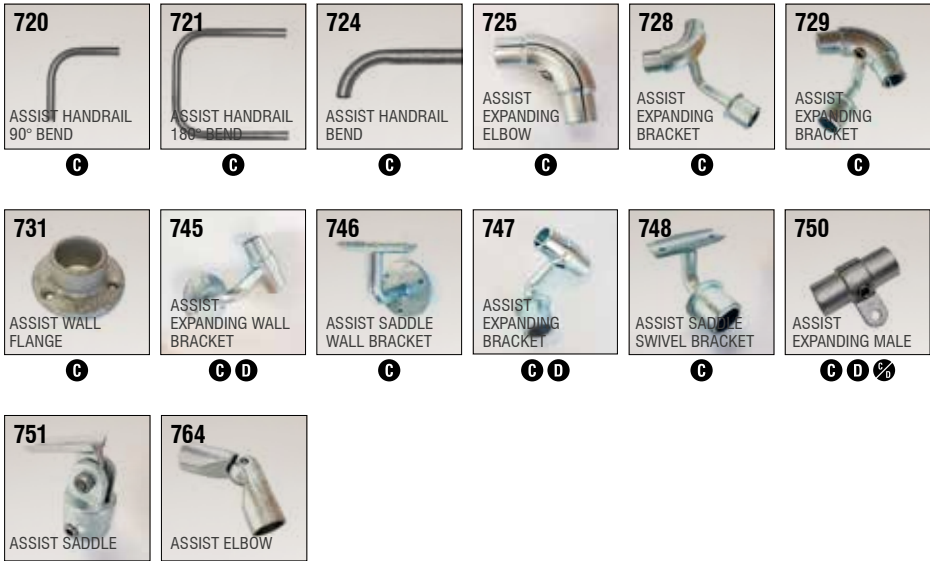 720
ASSIST HANDRAIL
90° BEND
C
721
ASSIST HANDRAIL
180° BEND
C
724
ASSIST HANDRAIL
BEND
C
725
ASSIST
EXPANDING
ELBOW
C
728
ASSIST
EXPANDING
BRACKET
C
729
ASSIST
EXPANDING
BRACKET
C
731
ASSIST WALL
FLANGE
C
745
ASSIST
EXPANDING WALL
BRACKET
C D
746
ASSIST SADDLE
WALL BRACKET
C
747
ASSIST
EXPANDING
BRACKET
C D
748
ASSIST SADDLE
SWIVEL BRACKET
C
750
ASSIST
EXPANDING MALE
C D C/D
751
ASSIST SADDLE
764
ASSIST ELBOW